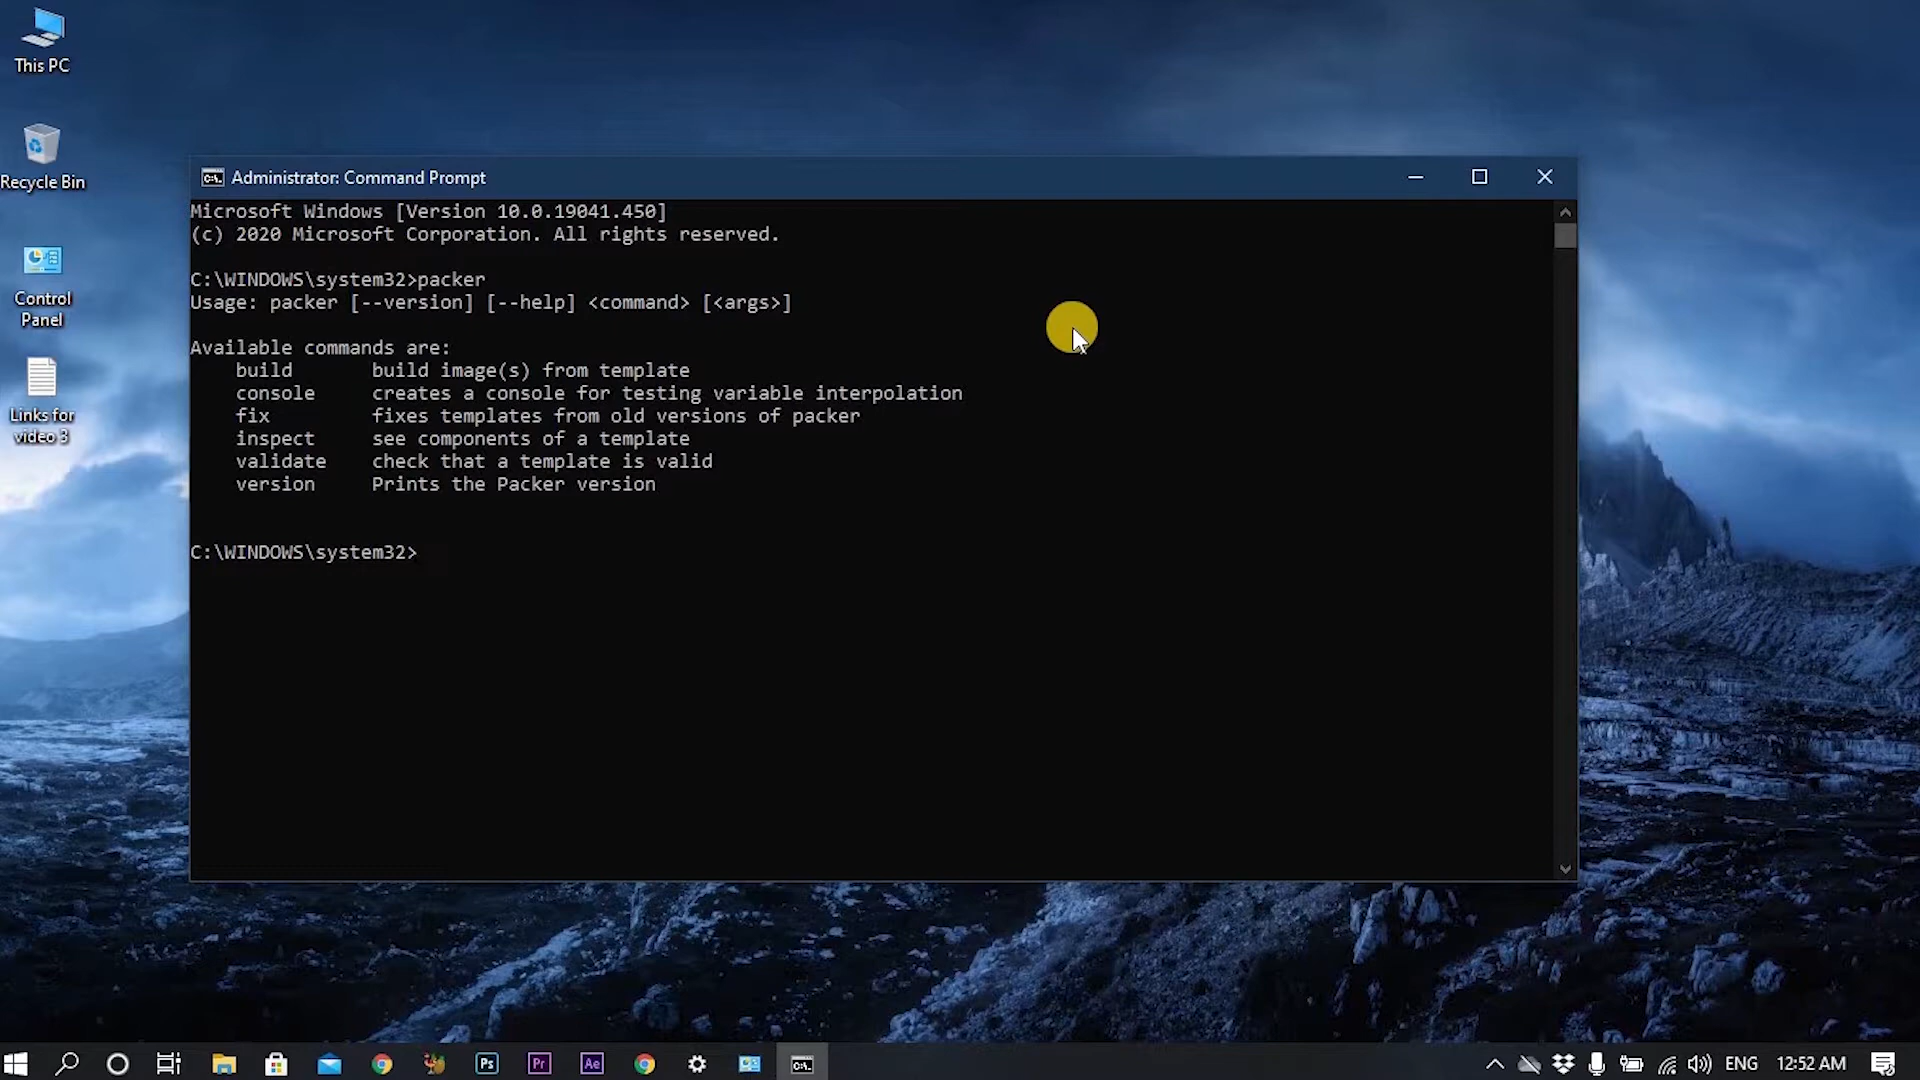 This PC
Recycle Bin
Control
Panel
Links for
video 3
Administrator: Command Prompt
Microsoft Windows [Version 10.0.19041.450]
(c) 2020 Microsoft Corporation. All rights reserved.
C:\WINDOWS\system32>packer
Usage: packer [--version] [--help] <command> [<args>]
Available commands are:
build build image(s) from template
console creates a console for testing variable interpolation
fix fixes templates from old versions of packer
inspect see components of a template
validate check that a template is valid
version Prints the Packer version
C:\WINDOWS\system32>
Ps Pr Ae ENG 12:52 AM